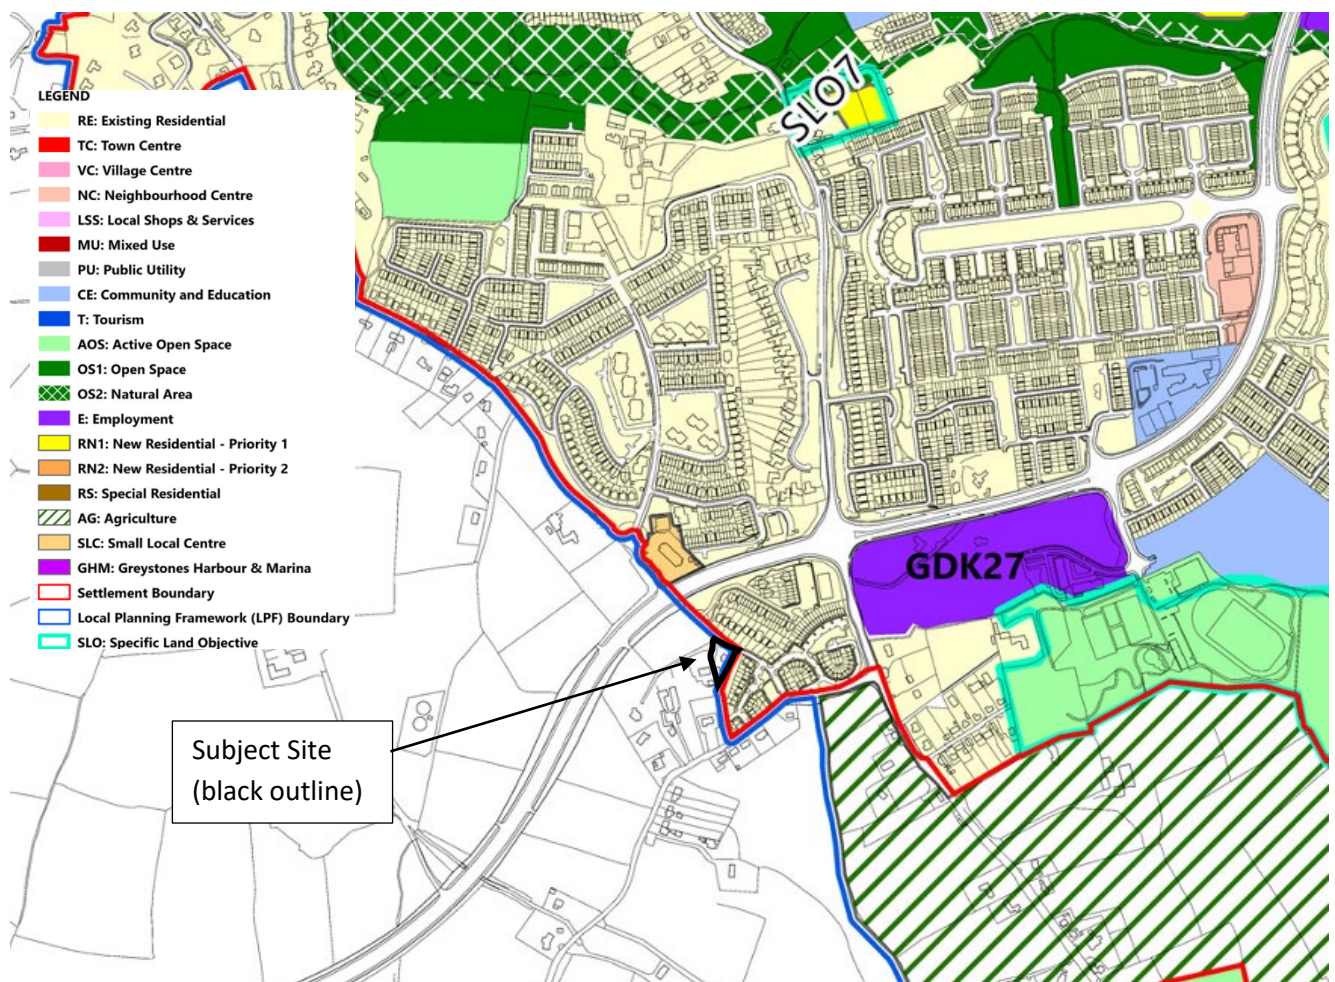 LEGEND
RE: Existing Residential
TC: Town Centre
VC: Village Centre
NC: Neighbourhood Centre
LSS: Local Shops & Services
MU: Mixed Use
PU: Public Utility
CE: Community and Education
T: Tourism
AOS: Active Open Space
OS1: Open Space
OS2: Natural Area
E: Employment
RN1: New Residential - Priority 1
RN2: New Residential - Priority 2
RS: Special Residential
AG: Agriculture
SLC: Small Local Centre
GHM: Greystones Harbour & Marina
Settlement Boundary
Local Planning Framework (LPF) Boundary
SLO: Specific Land Objective
SLO7
GDK27
Subject Site
(black outline)